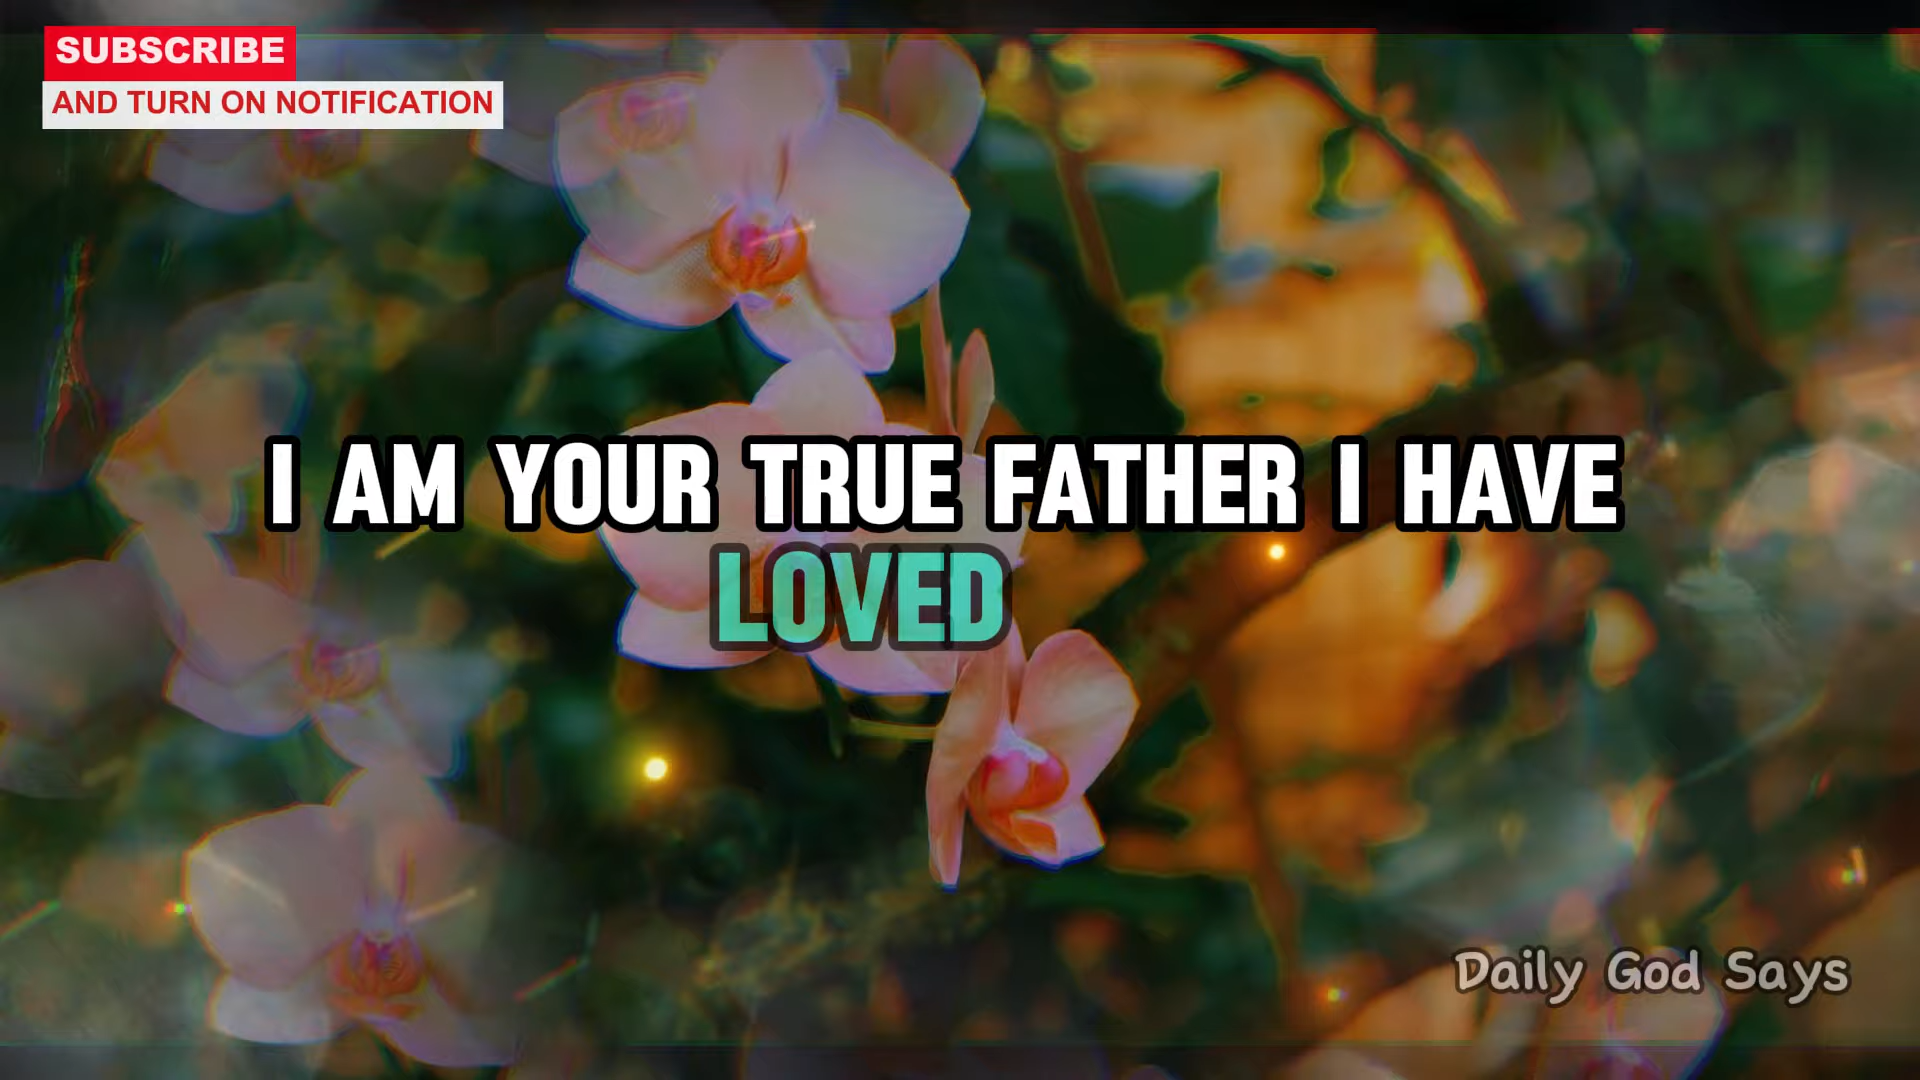 SUBSCRIBE
AND TURN ON NOTIFICATION
I AM YOUR TRUE FATHER I HAVE
LOVED
Daily God Says